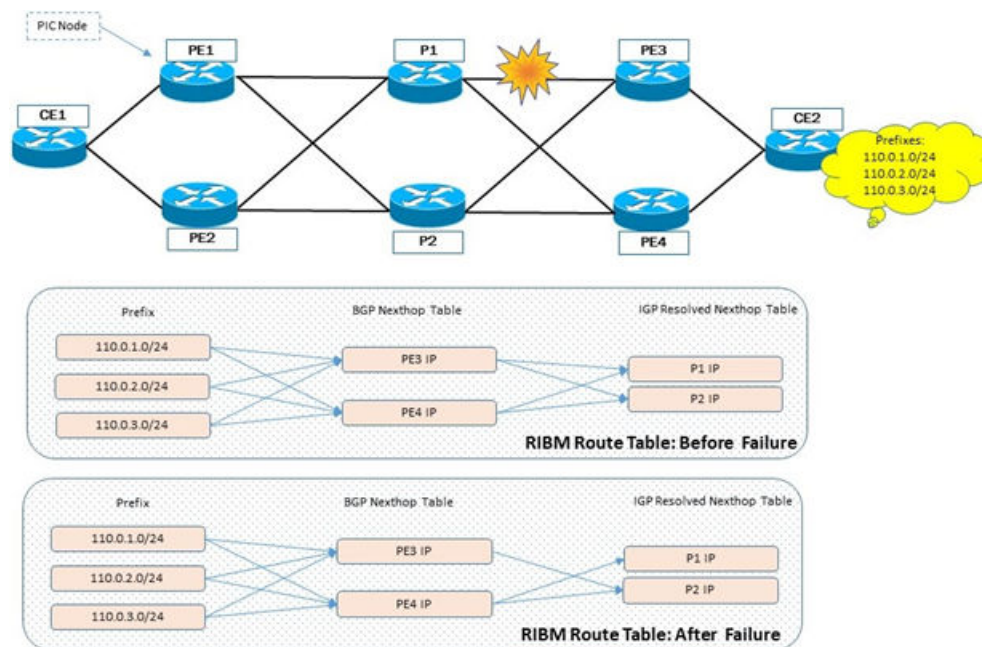 PIC Node
PE1
P1
PE3
CE1
CE2
Prefixes:
110.0.1.0/24
110.0.2.0/24
110.0.3.0/24
PE2
P2
PE4
Prefix
BGP Nexthop Table
IGP Resolved Nexthop Table
110.0.1.0/24
PE3 IP
P1 IP
110.0.2.0/24
P2 IP
110.0.3.0/24
PE4 IP
RIBM Route Table: Before Failure
Prefix
BGP Nexthop Table
IGP Resolved Nexthop Table
110.0.1.0/24
PE3 IP
P1 IP
110.0.2.0/24
P2 IP
110.0.3.0/24
PE4 IP
RIBM Route Table: After Failure